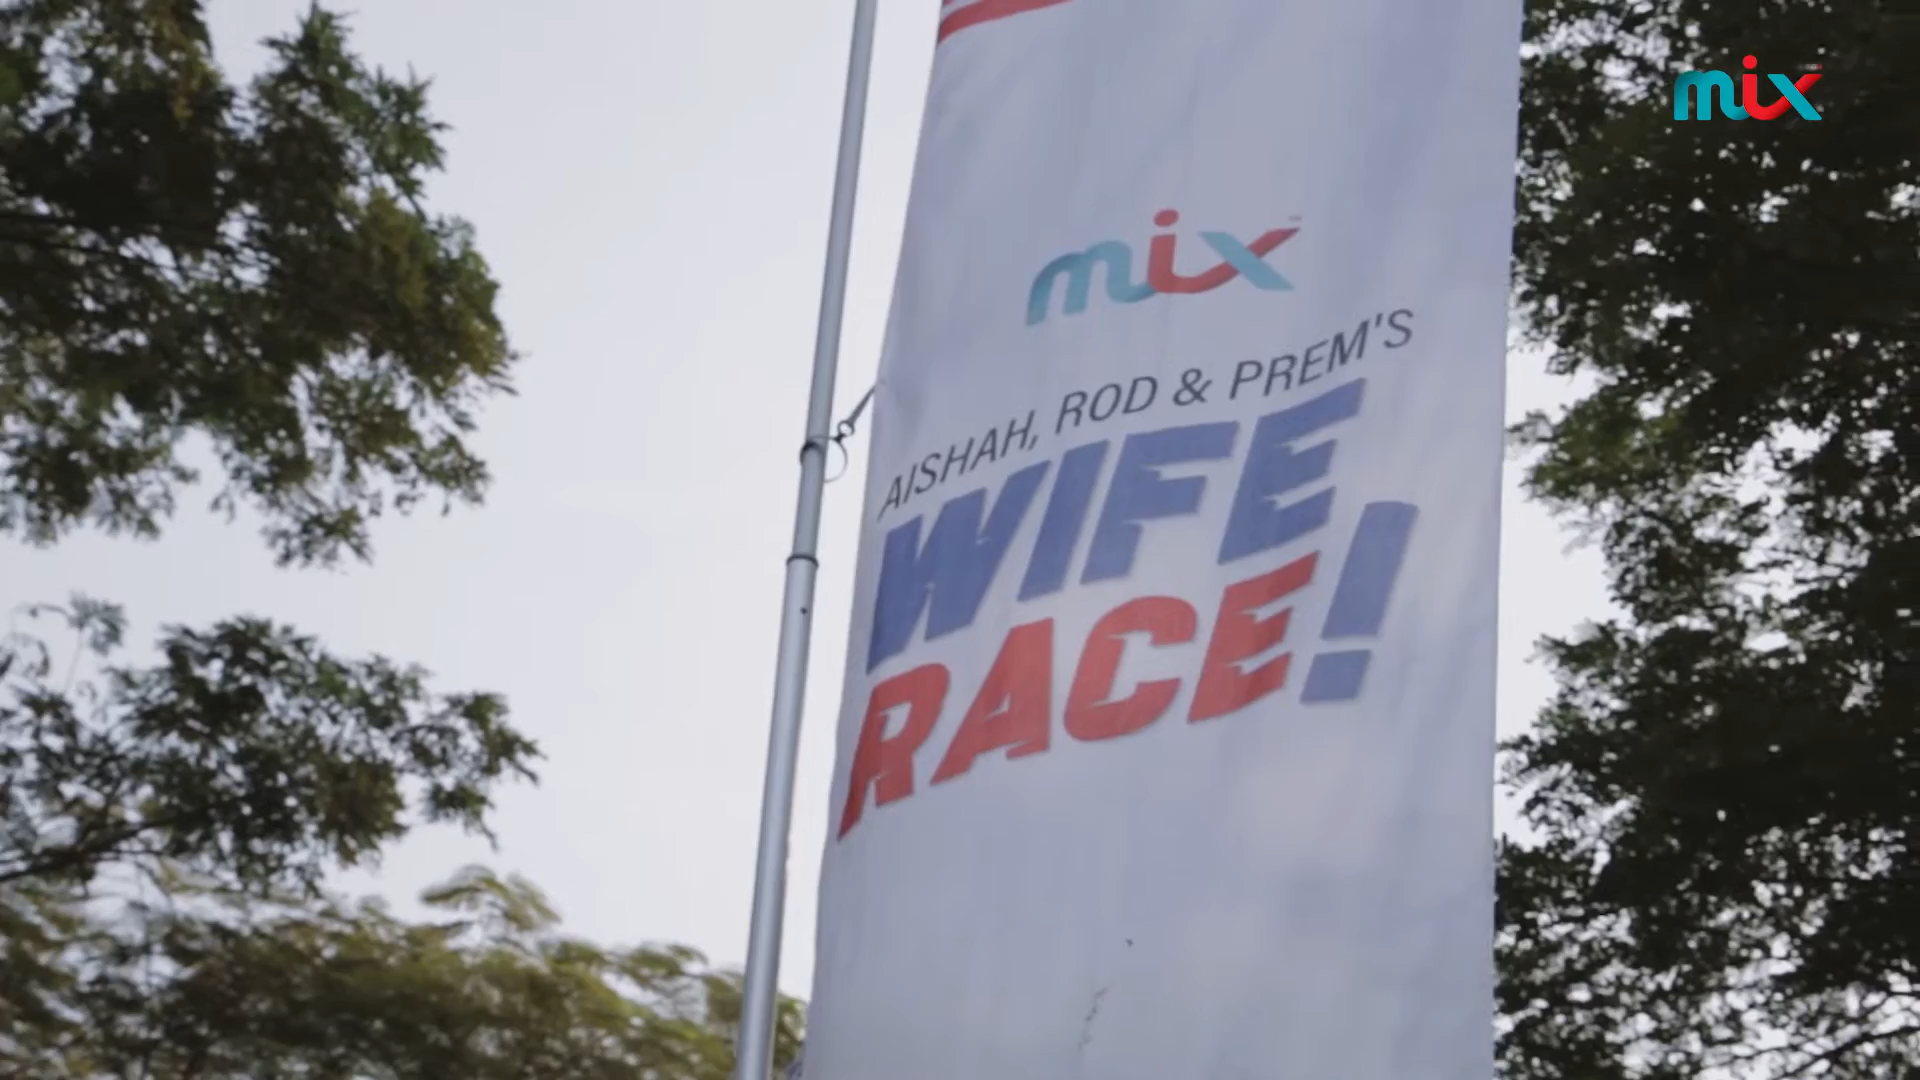 mix
mix
AISHAH, ROD & PREM'S
WIFE
RACE!